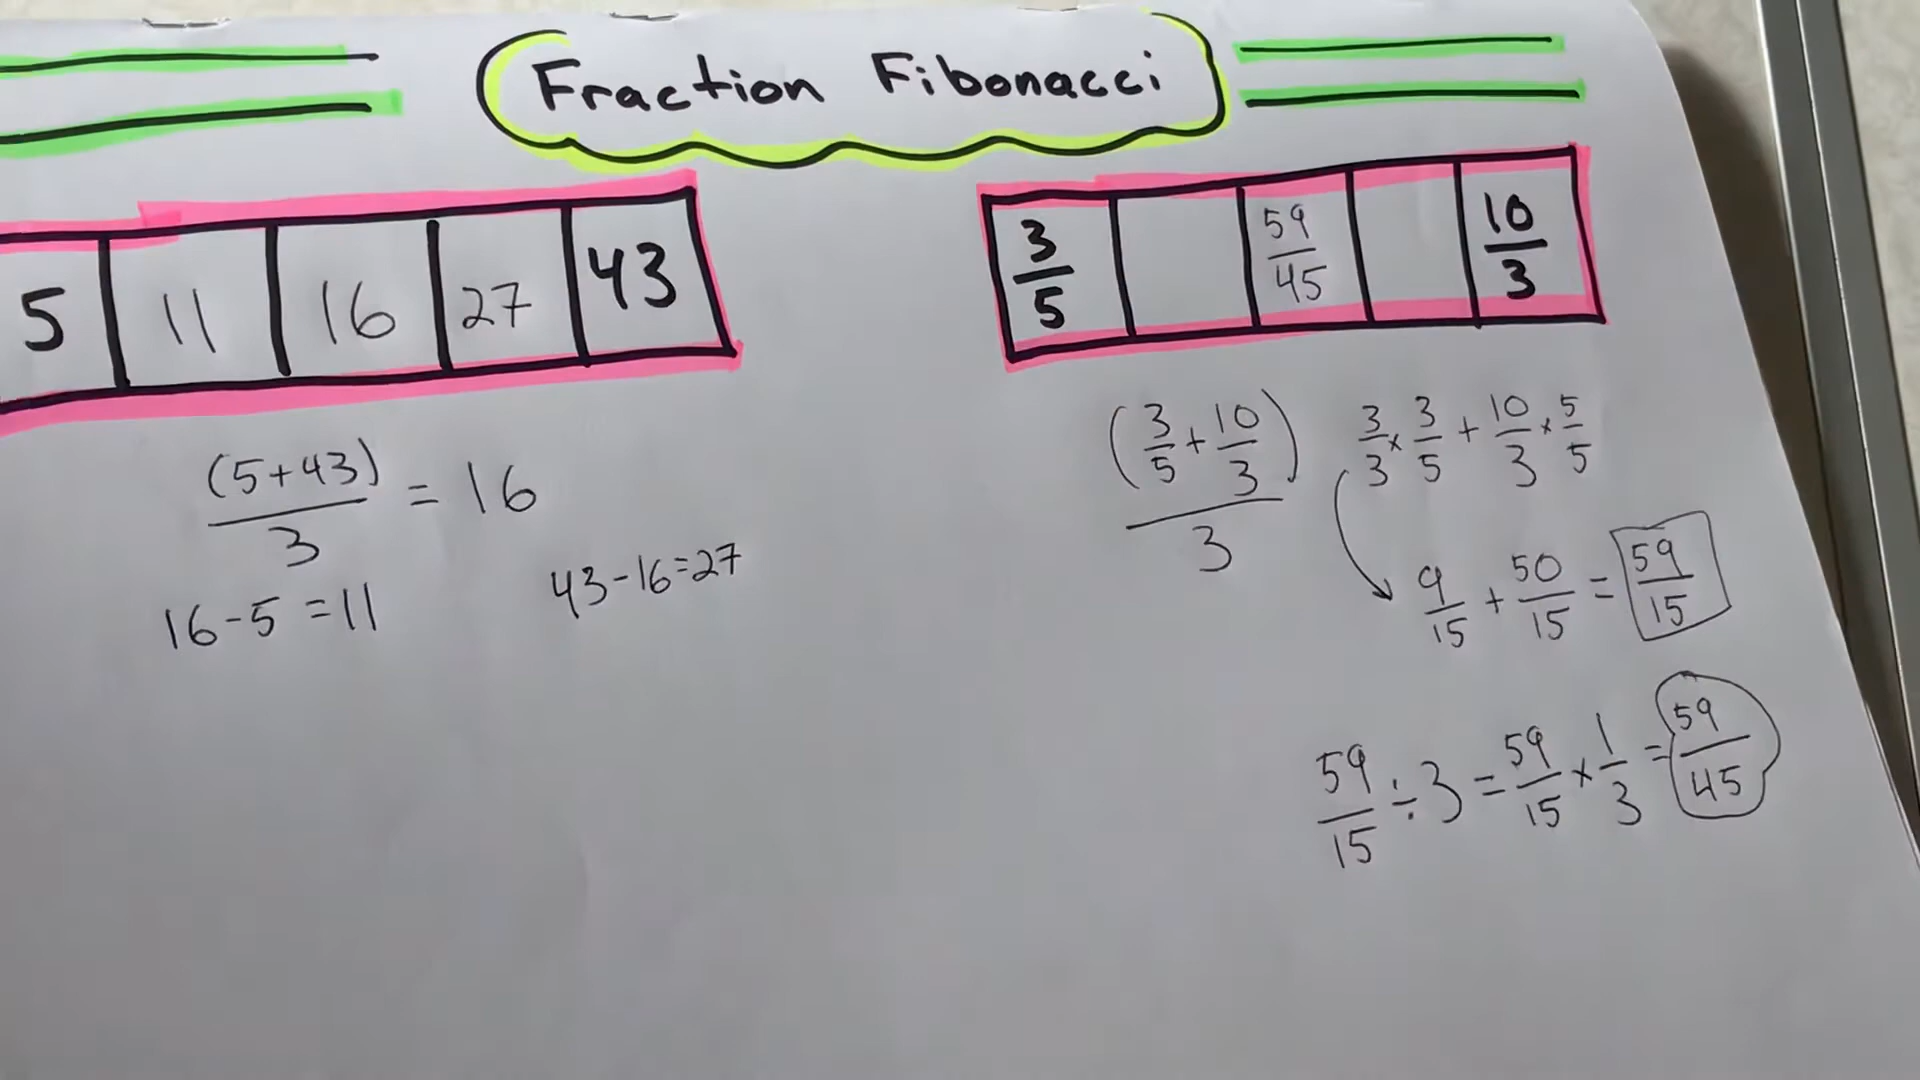 Fraction Fibonacci
5 11 16 27 43
(5+43)/3 = 16
16-5 =11
43-16=27
3/5 59/45 10/3
(3/5+10/3)/3
3/3×3/5+10/3×5/5
9/15+50/15=59/15
59/15÷3=59/15×1/3=59/45